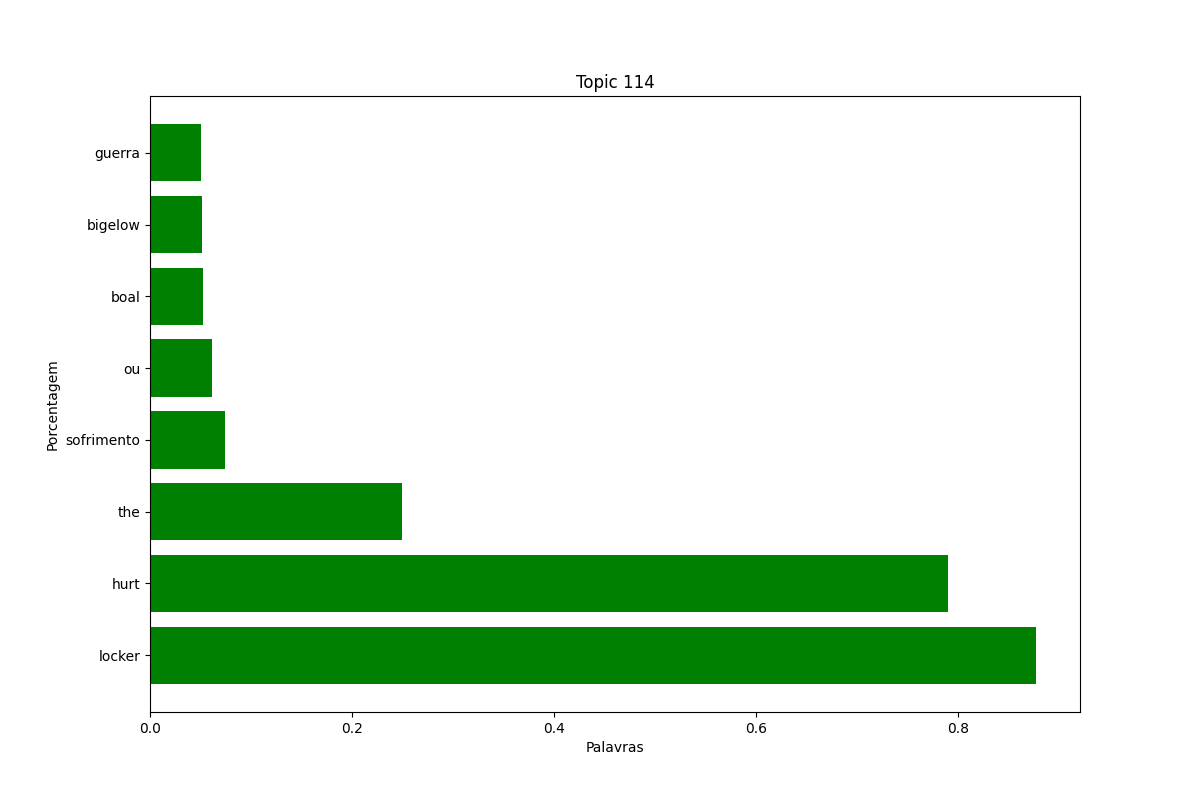 Topic 114
Porcentagem
guerra
bigelow
boal
ou
sofrimento
the
hurt
locker
0.0 0.2 0.4 0.6 0.8
Palavras